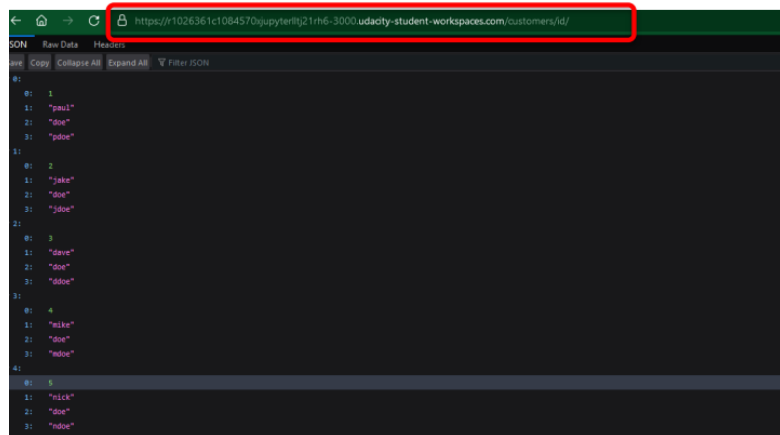 https://r1026361c1084570xjupyterlltj21rh6-3000.udacity-student-workspaces.com/customers/id/
SON Raw Data Headers
ave Copy Collapse All Expand All Filter JSON
0:
0: 1
1: "paul"
2: "doe"
3: "pdoe"
1:
0: 2
1: "jake"
2: "doe"
3: "jdoe"
2:
0: 3
1: "dave"
2: "doe"
3: "ddoe"
3:
0: 4
1: "mike"
2: "doe"
3: "mdoe"
4:
0: 5
1: "nick"
2: "doe"
3: "ndoe"